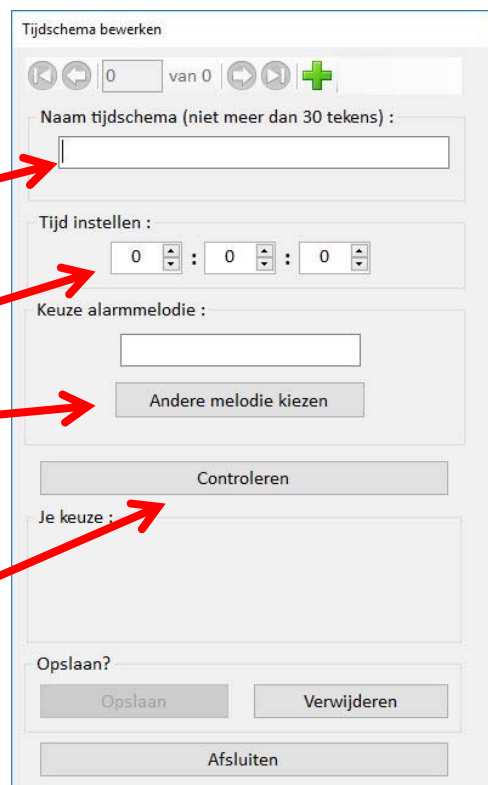 Tijdschema bewerken
0 van 0
Naam tijdschema (niet meer dan 30 tekens) :
Tijd instellen :
0 : 0 : 0
Keuze alarmmelodie :
Andere melodie kiezen
Controleren
Je keuze :
Opslaan?
Opslaan Verwijderen
Afsluiten